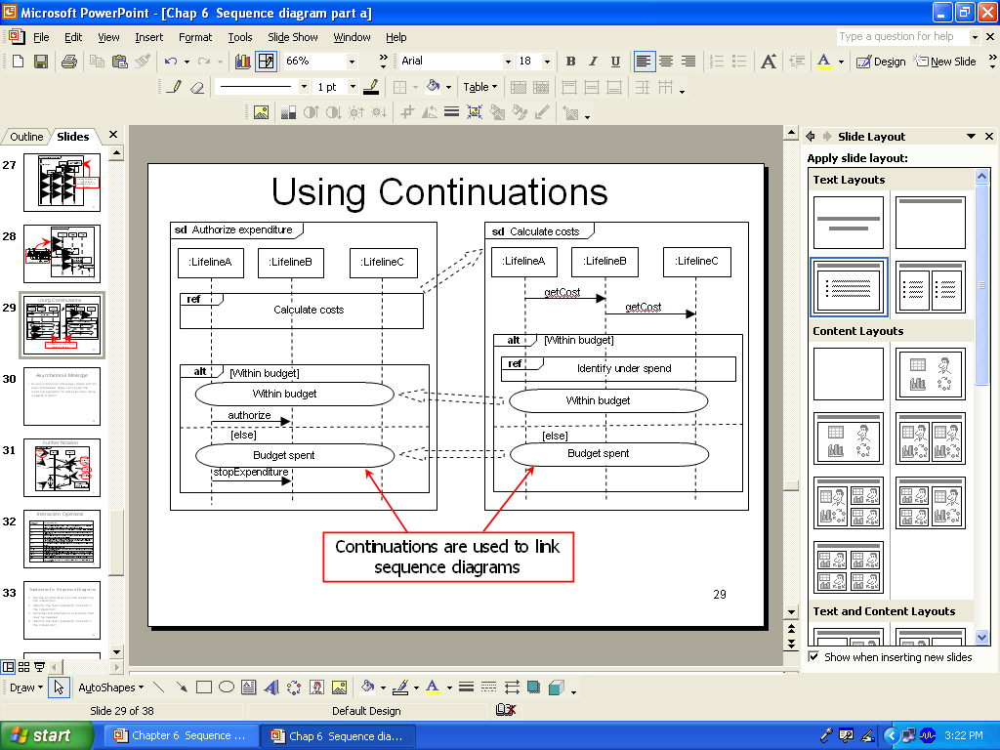 Microsoft PowerPoint - [Chap 6  Sequence diagram part a]
File Edit View Insert Format Tools Slide Show Window Help
Type a question for help
66% Arial 18 B I U A A Design New Slide
1 pt Table
Outline Slides
Slide Layout
Apply slide layout:
Text Layouts
Content Layouts
Text and Content Layouts
Show when inserting new slides
27
28
29
Using Continuations
30
Asynchronous Message
31
Further Notation
32
Interaction Operators
33
Guidelines for Sequence Diagrams
Using Continuations
sd Authorize expenditure
:LifelineA :LifelineB :LifelineC
ref
Calculate costs
alt [Within budget]
Within budget
authorize
[else]
Budget spent
stopExpenditure
sd Calculate costs
:LifelineA :LifelineB :LifelineC
getCost
getCost
alt [Within budget]
ref Identify under spend
Within budget
[else]
Budget spent
Continuations are used to link
sequence diagrams
29
Draw AutoShapes A A
Slide 29 of 38 Default Design
start Chapter 6  Sequence ... Chap 6  Sequence dia... 3:22 PM